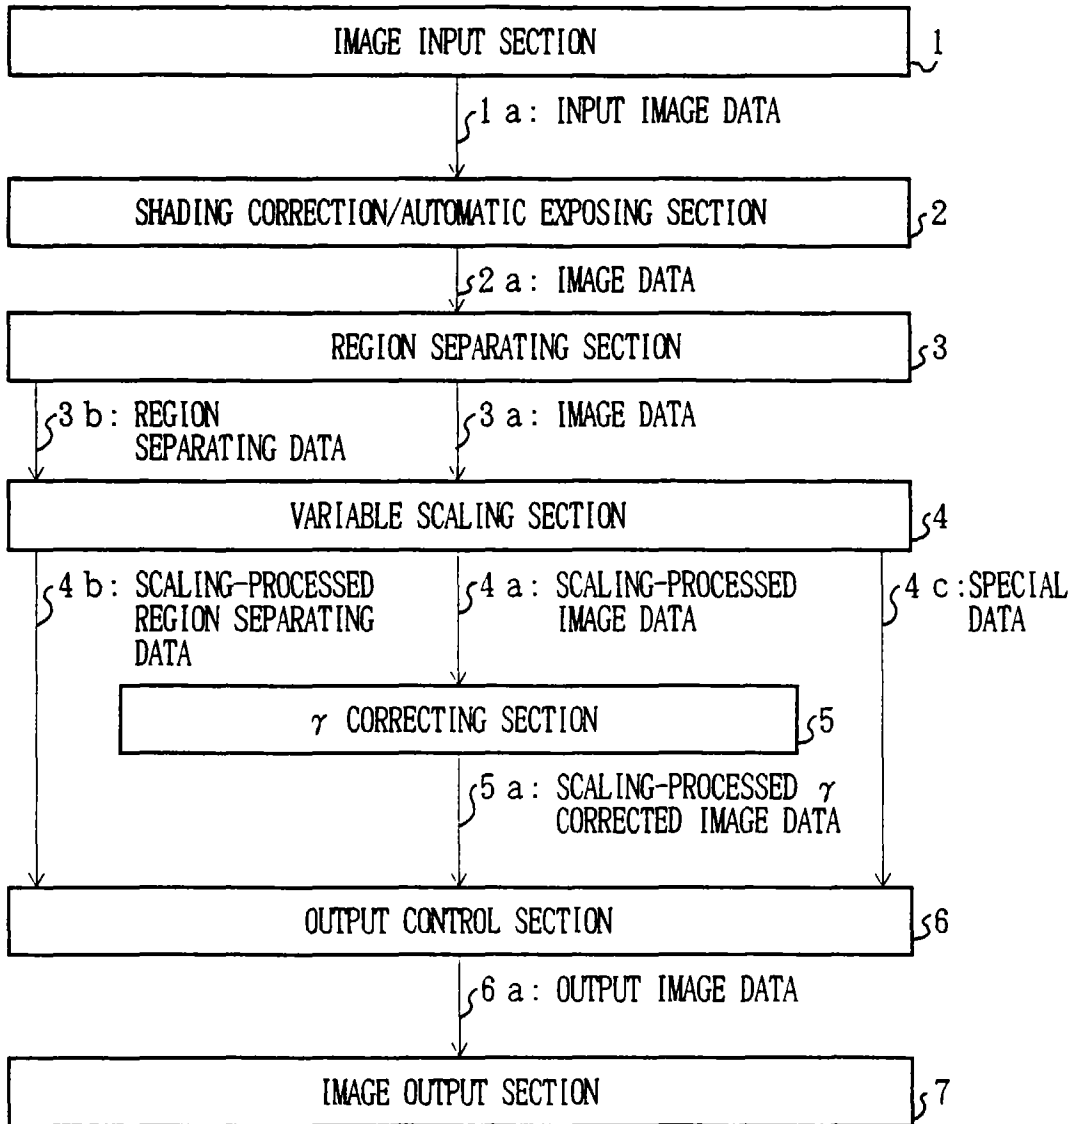 IMAGE INPUT SECTION
1
1 a : INPUT IMAGE DATA
SHADING CORRECTION/AUTOMATIC EXPOSING SECTION
2
2 a : IMAGE DATA
REGION SEPARATING SECTION
3
3 b : REGION
SEPARATING DATA
3 a : IMAGE DATA
VARIABLE SCALING SECTION
4
4 b : SCALING-PROCESSED
REGION SEPARATING
DATA
4 a : SCALING-PROCESSED
IMAGE DATA
4 c : SPECIAL
DATA
γ CORRECTING SECTION
5
5 a : SCALING-PROCESSED γ
CORRECTED IMAGE DATA
OUTPUT CONTROL SECTION
6
6 a : OUTPUT IMAGE DATA
IMAGE OUTPUT SECTION
7